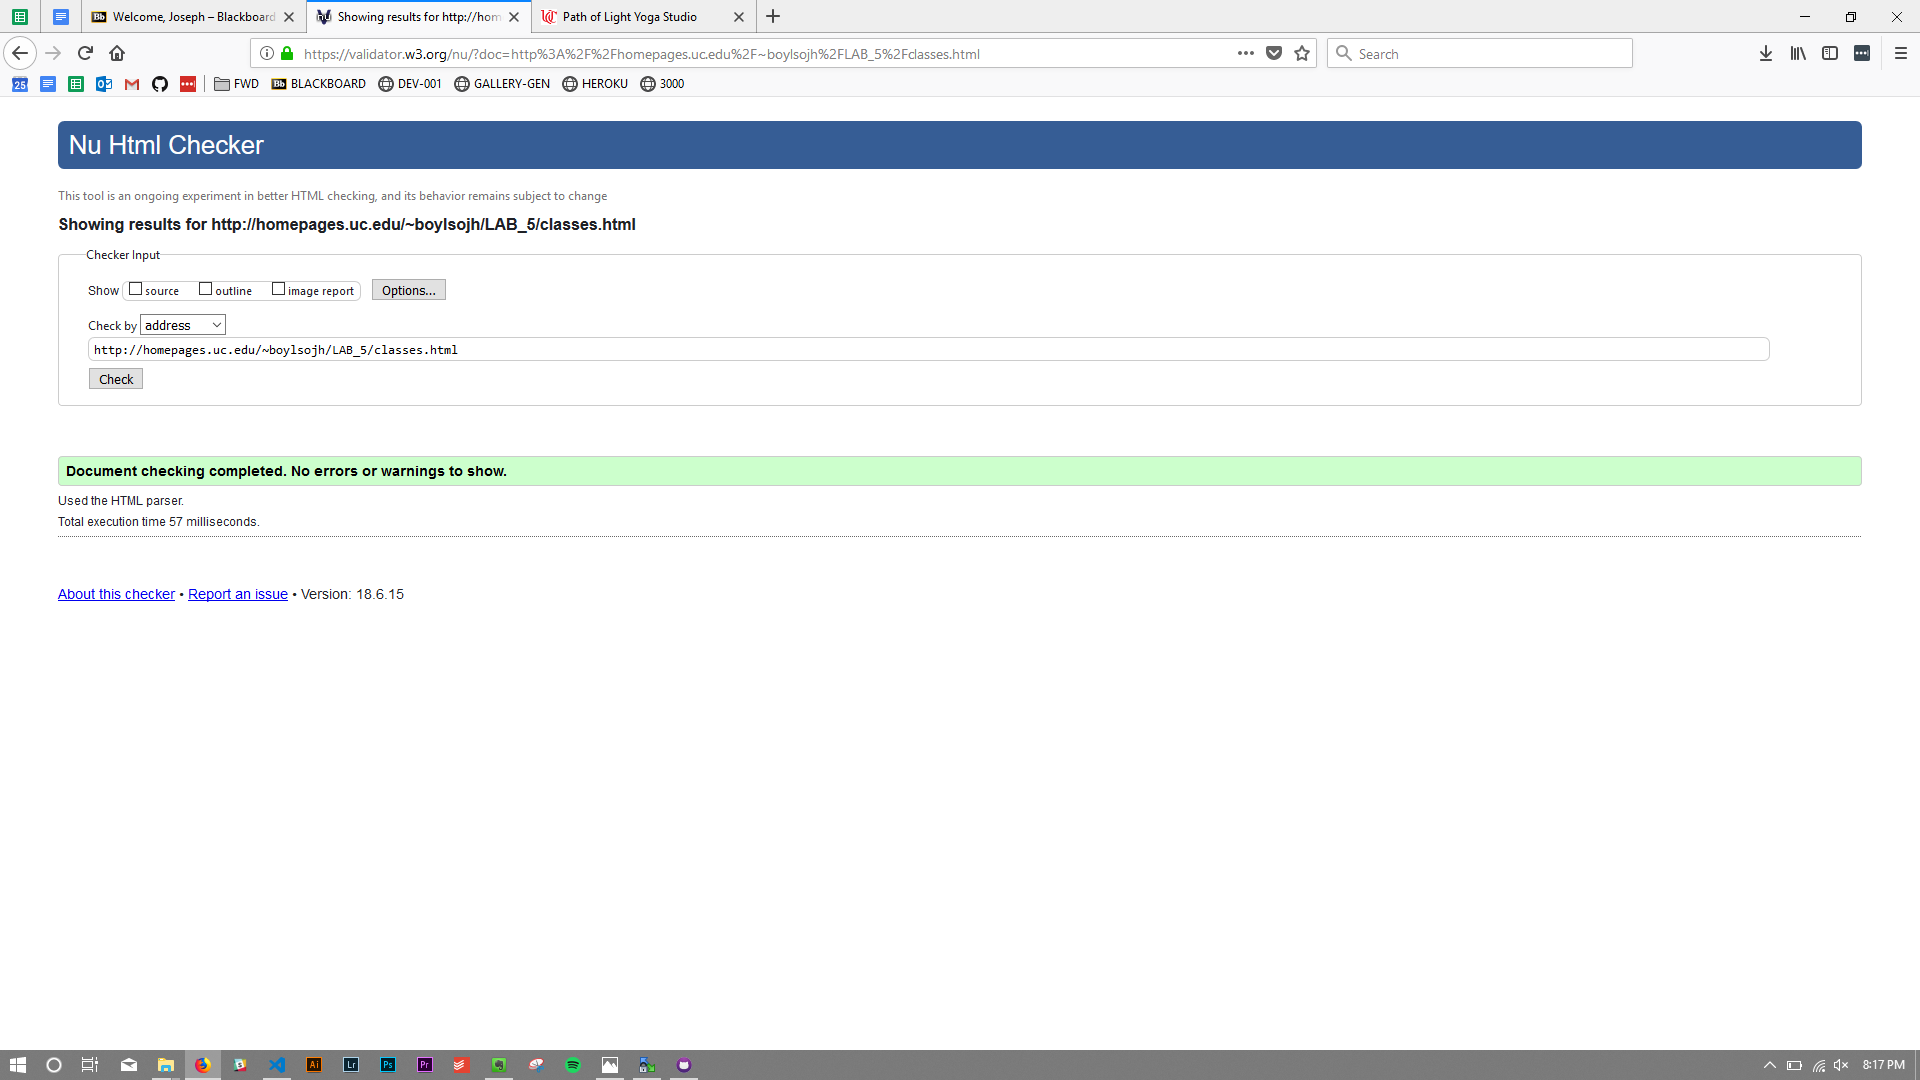 Welcome, Joseph – Blackboard
Showing results for http://hom
Path of Light Yoga Studio
https://validator.w3.org/nu/?doc=http%3A%2F%2Fhomepages.uc.edu%2F~boylsojh%2FLAB_5%2Fclasses.html
Search
25
FWD
Bb BLACKBOARD
DEV-001
GALLERY-GEN
HEROKU
3000
Nu Html Checker
This tool is an ongoing experiment in better HTML checking, and its behavior remains subject to change
Showing results for http://homepages.uc.edu/~boylsojh/LAB_5/classes.html
Checker Input
Show source outline image report Options...
Check by address
http://homepages.uc.edu/~boylsojh/LAB_5/classes.html
Check
Document checking completed. No errors or warnings to show.
Used the HTML parser.
Total execution time 57 milliseconds.
About this checker • Report an issue • Version: 18.6.15
Ai Lr Ps Pr
8:17 PM